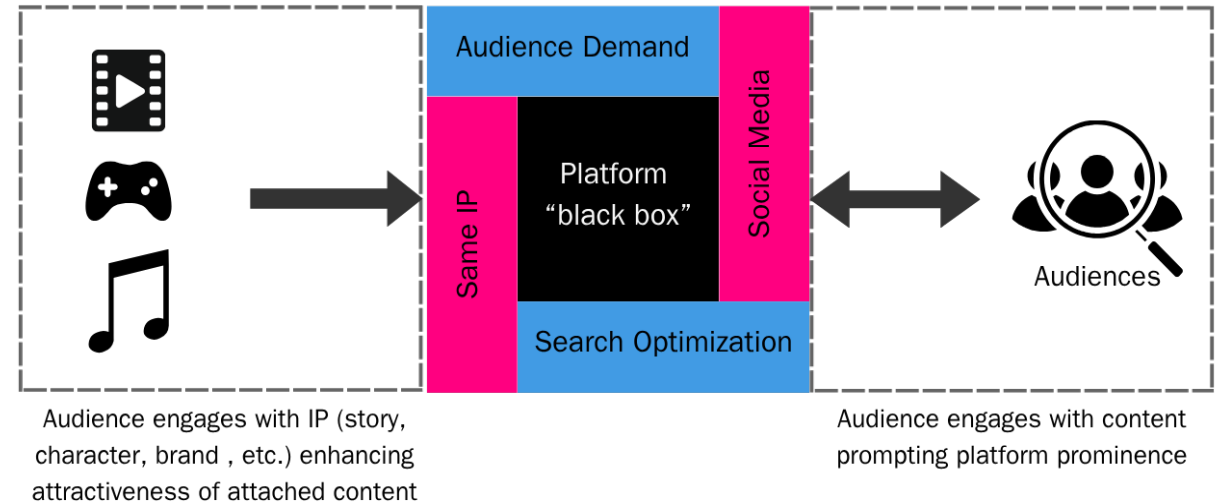 Audience Demand
Social Media
Same IP
Platform
“black box”
Search Optimization
Audiences
Audience engages with IP (story,
character, brand , etc.) enhancing
attractiveness of attached content
Audience engages with content
prompting platform prominence